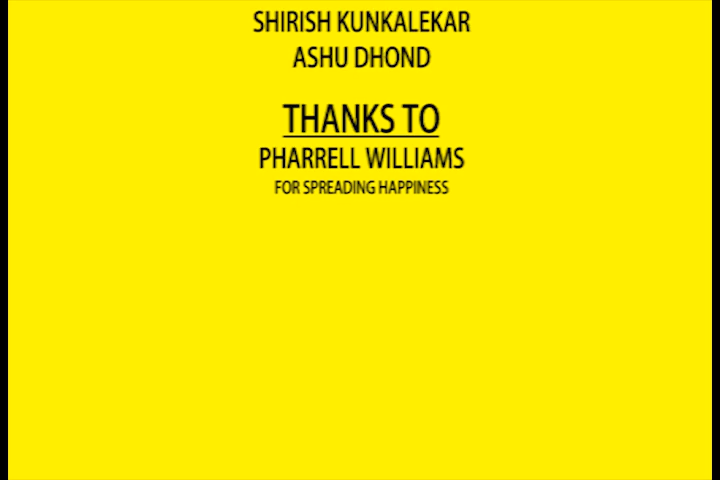 SHIRISH KUNKALEKAR
ASHU DHOND
THANKS TO
PHARRELL WILLIAMS
FOR SPREADING HAPPINESS